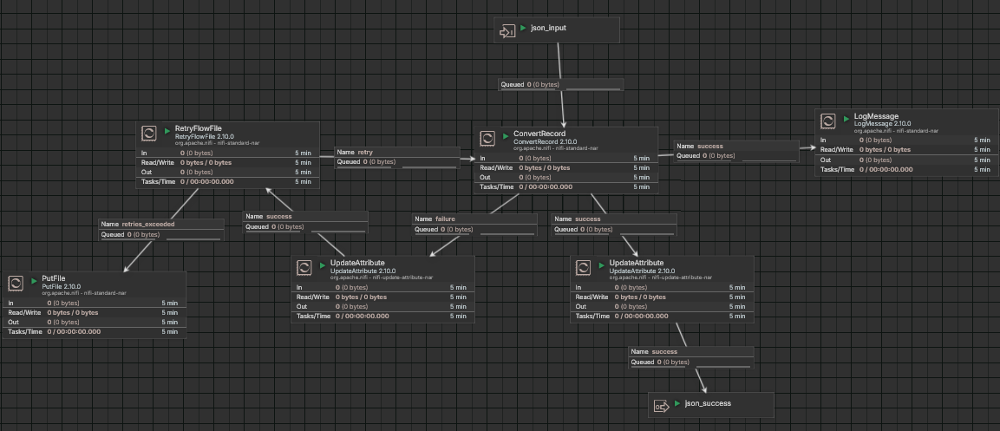 json_input
Queued 0 (0 bytes)
RetryFlowFile
RetryFlowFile 2.10.0
org.apache.nifi - nifi-standard-nar
In 0 (0 bytes) 5 min
Read/Write 0 bytes / 0 bytes 5 min
Out 0 (0 bytes) 5 min
Tasks/Time 0 / 00:00:00.000 5 min
Name retry
Queued 0 (0 bytes)
ConvertRecord
ConvertRecord 2.10.0
org.apache.nifi - nifi-standard-nar
In 0 (0 bytes) 5 min
Read/Write 0 bytes / 0 bytes 5 min
Out 0 (0 bytes) 5 min
Tasks/Time 0 / 00:00:00.000 5 min
Name success
Queued 0 (0 bytes)
LogMessage
LogMessage 2.10.0
org.apache.nifi - nifi-standard-nar
In 0 (0 bytes) 5 min
Read/Write 0 bytes / 0 bytes 5 min
Out 0 (0 bytes) 5 min
Tasks/Time 0 / 00:00:00.000 5 min
Name retries_exceeded
Queued 0 (0 bytes)
Name success
Queued 0 (0 bytes)
Name failure
Queued 0 (0 bytes)
Name success
Queued 0 (0 bytes)
PutFile
PutFile 2.10.0
org.apache.nifi - nifi-standard-nar
In 0 (0 bytes) 5 min
Read/Write 0 bytes / 0 bytes 5 min
Out 0 (0 bytes) 5 min
Tasks/Time 0 / 00:00:00.000 5 min
UpdateAttribute
UpdateAttribute 2.10.0
org.apache.nifi - nifi-update-attribute-nar
In 0 (0 bytes) 5 min
Read/Write 0 bytes / 0 bytes 5 min
Out 0 (0 bytes) 5 min
Tasks/Time 0 / 00:00:00.000 5 min
UpdateAttribute
UpdateAttribute 2.10.0
org.apache.nifi - nifi-update-attribute-nar
In 0 (0 bytes) 5 min
Read/Write 0 bytes / 0 bytes 5 min
Out 0 (0 bytes) 5 min
Tasks/Time 0 / 00:00:00.000 5 min
Name success
Queued 0 (0 bytes)
json_success